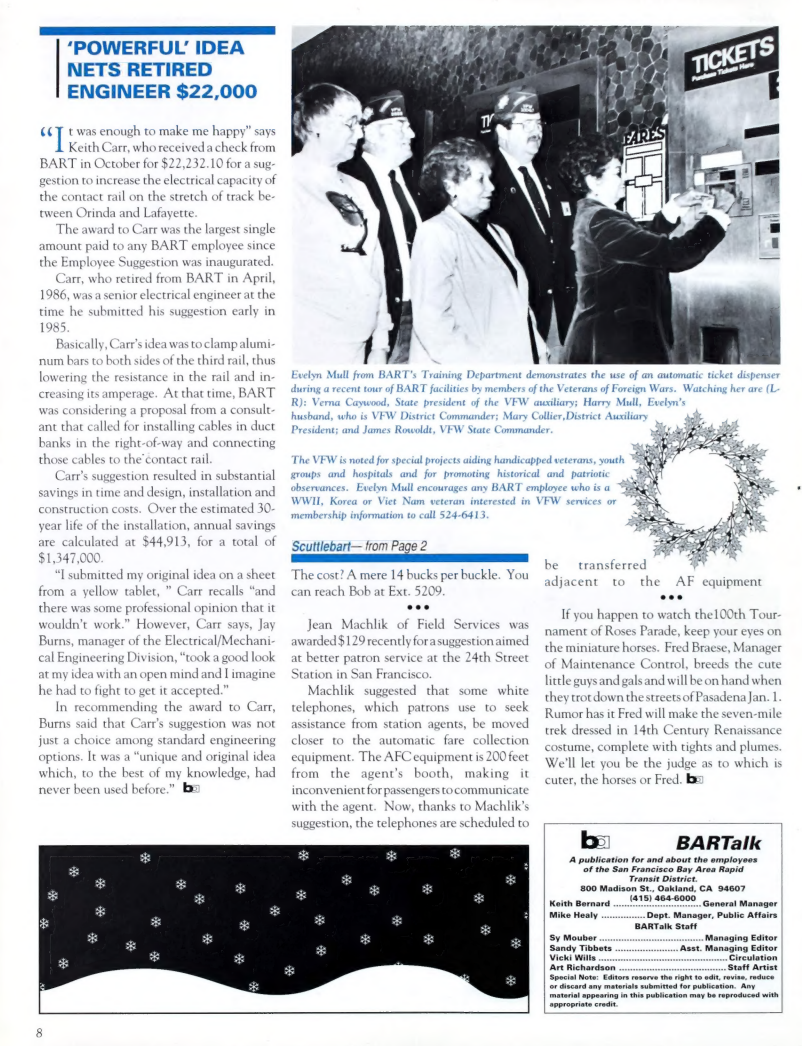 'POWERFUL' IDEA
NETS RETIRED
ENGINEER $22,000
“It was enough to make me happy” says
Keith Carr, who received a check from
BART in October for $22,232.10 for a sug-
gestion to increase the electrical capacity of
the contact rail on the stretch of track be-
tween Orinda and Lafayette.
The award to Carr was the largest single
amount paid to any BART employee since
the Employee Suggestion was inaugurated.
Carr, who retired from BART in April,
1986, was a senior electrical engineer at the
time he submitted his suggestion early in
1985.
Basically, Carr's idea was to clamp alumi-
num bars to both sides of the third rail, thus
lowering the resistance in the rail and in-
creasing its amperage. At that time, BART
was considering a proposal from a consult-
ant that called for installing cables in duct
banks in the right-of-way and connecting
those cables to the contact rail.
Carr's suggestion resulted in substantial
savings in time and design, installation and
construction costs. Over the estimated 30-
year life of the installation, annual savings
are calculated at $44,913, for a total of
$1,347,000.
“I submitted my original idea on a sheet
from a yellow tablet, ” Carr recalls “and
there was some professional opinion that it
wouldn't work.” However, Carr says, Jay
Burns, manager of the Electrical/Mechani-
cal Engineering Division, “took a good look
at my idea with an open mind and I imagine
he had to fight to get it accepted.”
In recommending the award to Carr,
Burns said that Carr's suggestion was not
just a choice among standard engineering
options. It was a “unique and original idea
which, to the best of my knowledge, had
never been used before.” ba
TICKETS
Purchase Tickets Here
FARES
Evelyn Mull from BART's Training Department demonstrates the use of an automatic ticket dispenser
during a recent tour of BART facilities by members of the Veterans of Foreign Wars. Watching her are (L-
R): Verna Caywood, State president of the VFW auxiliary; Harry Mull, Evelyn's
husband, who is VFW District Commander; Mary Collier,District Auxiliary
President; and James Rowoldt, VFW State Commander.
The VFW is noted for special projects aiding handicapped veterans, youth
groups and hospitals and for promoting historical and patriotic
observances. Evelyn Mull encourages any BART employee who is a
WWII, Korea or Viet Nam veteran interested in VFW services or
membership information to call 524-6413.
Scuttlebart— from Page 2
The cost? A mere 14 bucks per buckle. You
can reach Bob at Ext. 5209.
•••
Jean Machlik of Field Services was
awarded $129 recently for a suggestion aimed
at better patron service at the 24th Street
Station in San Francisco.
Machlik suggested that some white
telephones, which patrons use to seek
assistance from station agents, be moved
closer to the automatic fare collection
equipment. The AFC equipment is 200 feet
from the agent's booth, making it
inconvenient for passengers to communicate
with the agent. Now, thanks to Machlik's
suggestion, the telephones are scheduled to
be transferred
adjacent to the AF equipment
•••
If you happen to watch the100th Tour-
nament of Roses Parade, keep your eyes on
the miniature horses. Fred Braese, Manager
of Maintenance Control, breeds the cute
little guys and gals and will be on hand when
they trot down the streets of Pasadena Jan. 1.
Rumor has it Fred will make the seven-mile
trek dressed in 14th Century Renaissance
costume, complete with tights and plumes.
We'll let you be the judge as to which is
cuter, the horses or Fred. ba
ba BARTalk
A publication for and about the employees
of the San Francisco Bay Area Rapid
Transit District.
800 Madison St., Oakland, CA 94607
(415) 464-6000
Keith Bernard ............................ General Manager
Mike Healy ................ Dept. Manager, Public Affairs
BARTalk Staff
Sy Mouber .................................... Managing Editor
Sandy Tibbets ........................ Asst. Managing Editor
Vicki Wills ................................................ Circulation
Art Richardson ....................................... Staff Artist
Special Note: Editors reserve the right to edit, revise, reduce
or discard any materials submitted for publication. Any
material appearing in this publication may be reproduced with
appropriate credit.
8